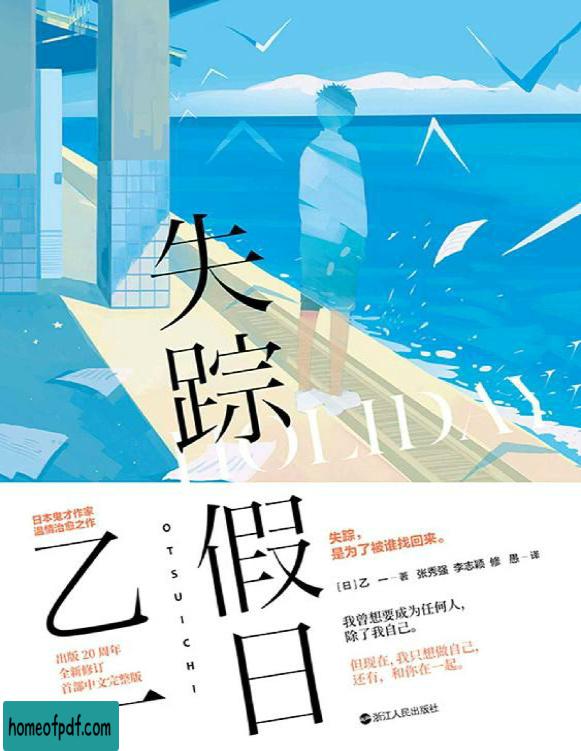 失踪
HOLIDAY
假日
日本鬼才作家
温情治愈之作
乙一
OTSUICHI
出版20周年
全新修订
首部中文完整版
失踪，
是为了被谁找回来。
[日]乙 一 著 张秀强 李志颖 修 愚 译
我曾想要成为任何人，
除了我自己。
但现在，我只想做自己，
还有，和你在一起。
浙江人民出版社
homeofpdf.com